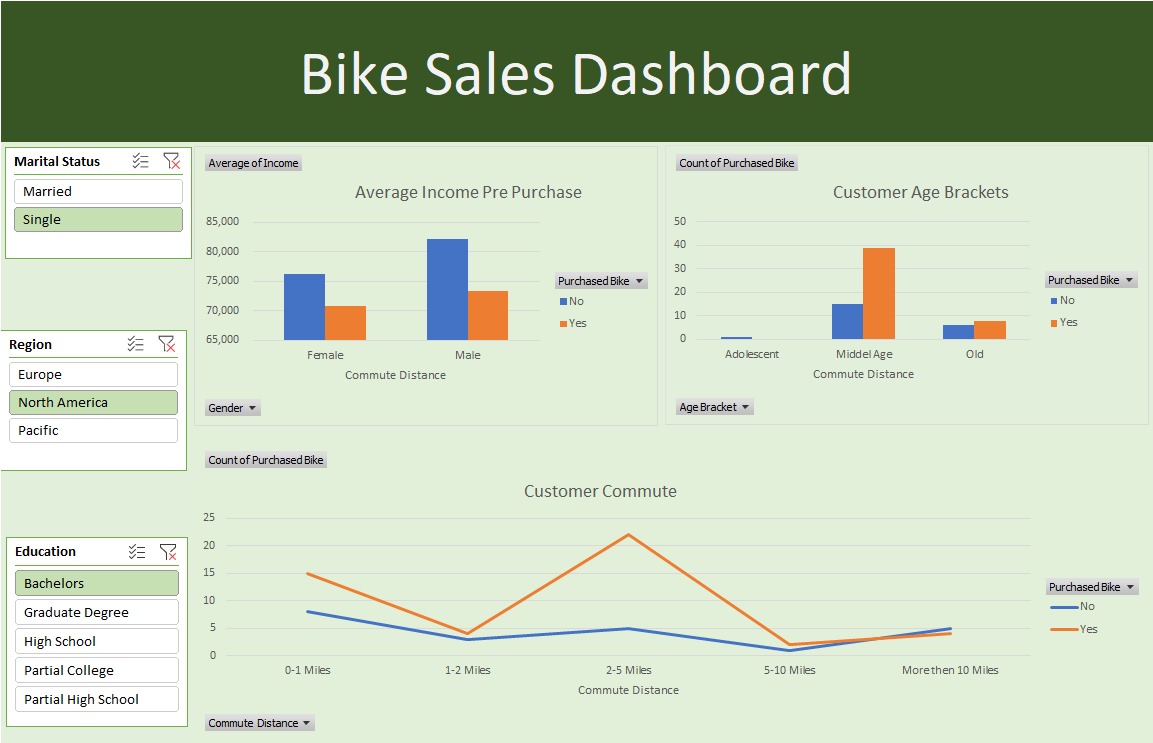 Bike Sales Dashboard
Marital Status
Married
Single
Region
Europe
North America
Pacific
Education
Bachelors
Graduate Degree
High School
Partial College
Partial High School
Average of Income
Average Income Pre Purchase
85,000
80,000
75,000
70,000
65,000
Female Male
Commute Distance
Purchased Bike
No
Yes
Gender
Count of Purchased Bike
Customer Age Brackets
50
40
30
20
10
0
Adolescent Middel Age Old
Commute Distance
Purchased Bike
No
Yes
Age Bracket
Count of Purchased Bike
Customer Commute
25
20
15
10
5
0
0-1 Miles 1-2 Miles 2-5 Miles 5-10 Miles More then 10 Miles
Commute Distance
Purchased Bike
No
Yes
Commute Distance